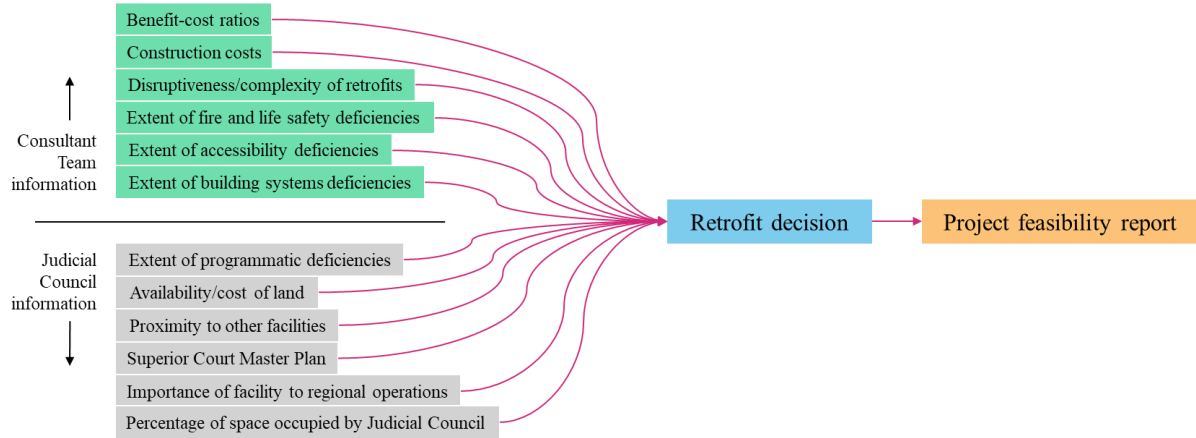 Benefit-cost ratios
Construction costs
Disruptiveness/complexity of retrofits
Extent of fire and life safety deficiencies
Extent of accessibility deficiencies
Extent of building systems deficiencies
Consultant
Team
information
Judicial
Council
information
Extent of programmatic deficiencies
Availability/cost of land
Proximity to other facilities
Superior Court Master Plan
Importance of facility to regional operations
Percentage of space occupied by Judicial Council
Retrofit decision
Project feasibility report